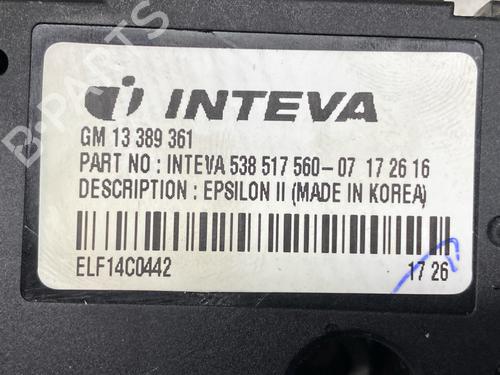 INTEVA
GM 13 389 361
PART NO : INTEVA 538 517 560-07 17 26 16
DESCRIPTION : EPSILON II (MADE IN KOREA)
ELF14C0442
17 26
B-PARTS